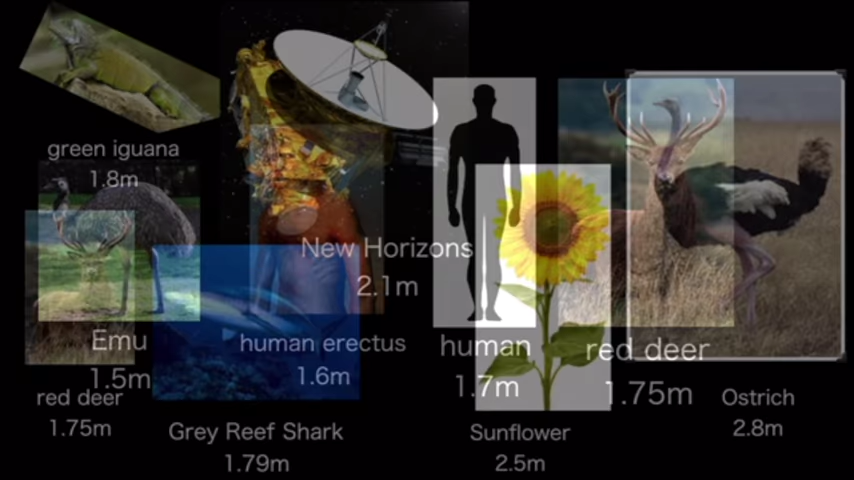 green iguana
1.8m
New Horizons
2.1m
Emu
1.5m
human erectus
1.6m
human
1.7m
red deer
1.75m
red deer
1.75m
Ostrich
2.8m
Grey Reef Shark
1.79m
Sunflower
2.5m